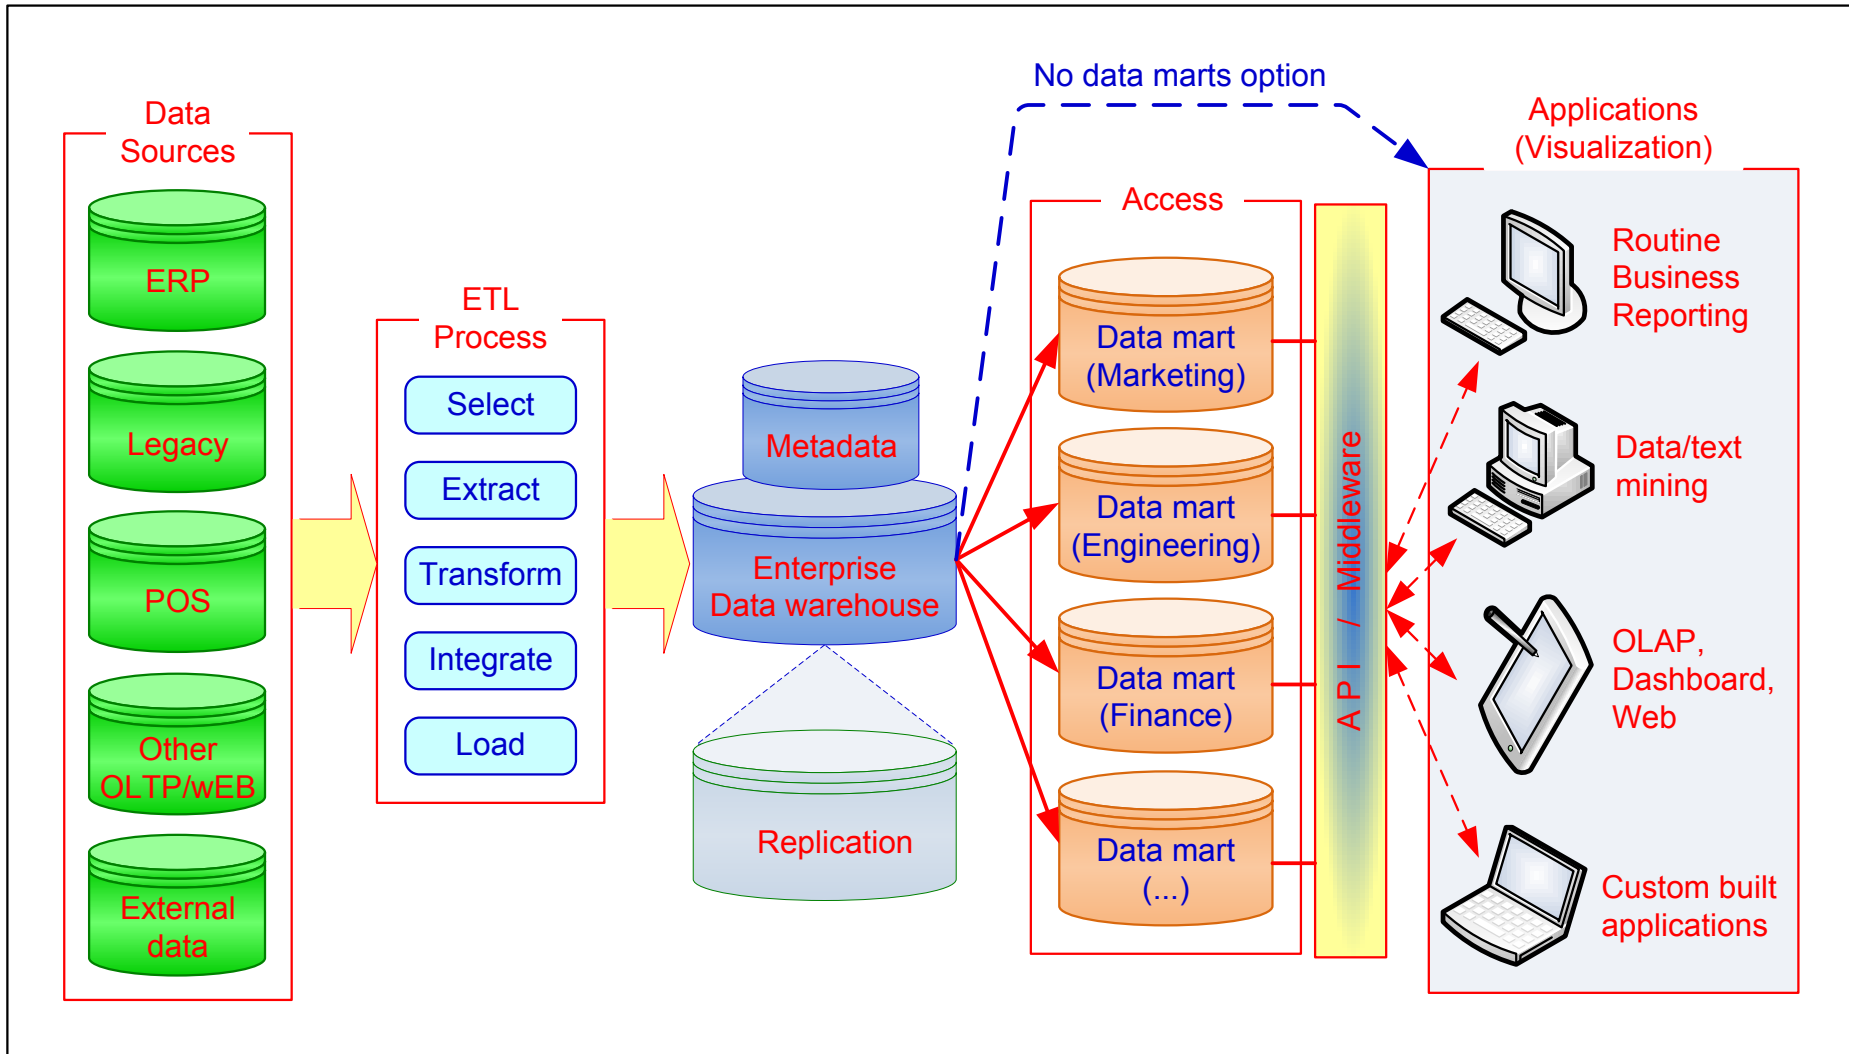 No data marts option
Data
Sources
ERP
Legacy
POS
Other
OLTP/wEB
External
data
ETL
Process
Select
Extract
Transform
Integrate
Load
Metadata
Enterprise
Data warehouse
Replication
Access
Data mart
(Marketing)
Data mart
(Engineering)
Data mart
(Finance)
Data mart
(...)
API / Middleware
Applications
(Visualization)
Routine
Business
Reporting
Data/text
mining
OLAP,
Dashboard,
Web
Custom built
applications